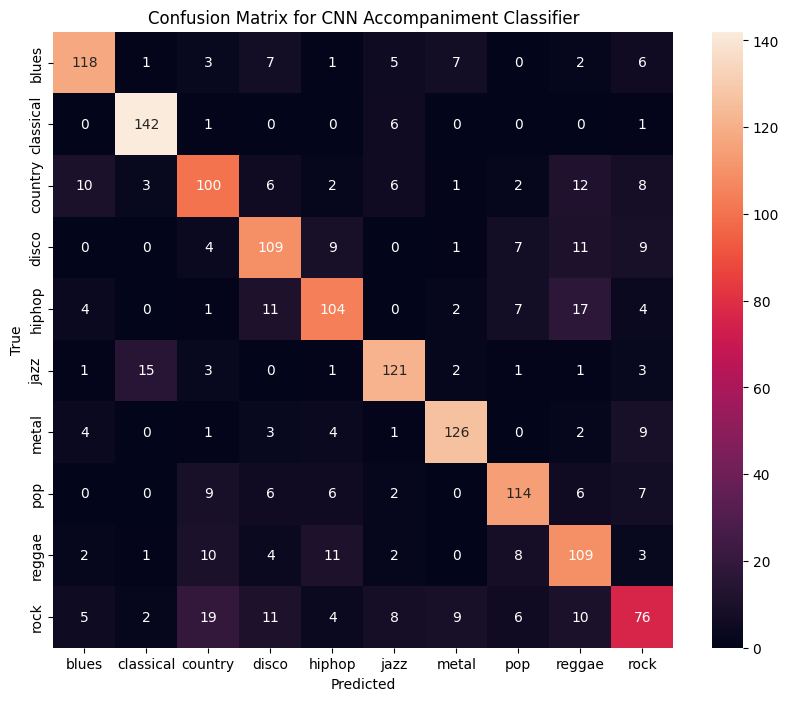 Confusion Matrix for CNN Accompaniment Classifier
True
blues 118 1 3 7 1 5 7 0 2 6
classical 0 142 1 0 0 6 0 0 0 1
country 10 3 100 6 2 6 1 2 12 8
disco 0 0 4 109 9 0 1 7 11 9
hiphop 4 0 1 11 104 0 2 7 17 4
jazz 1 15 3 0 1 121 2 1 1 3
metal 4 0 1 3 4 1 126 0 2 9
pop 0 0 9 6 6 2 0 114 6 7
reggae 2 1 10 4 11 2 0 8 109 3
rock 5 2 19 11 4 8 9 6 10 76
blues classical country disco hiphop jazz metal pop reggae rock
Predicted
140
120
100
80
60
40
20
0